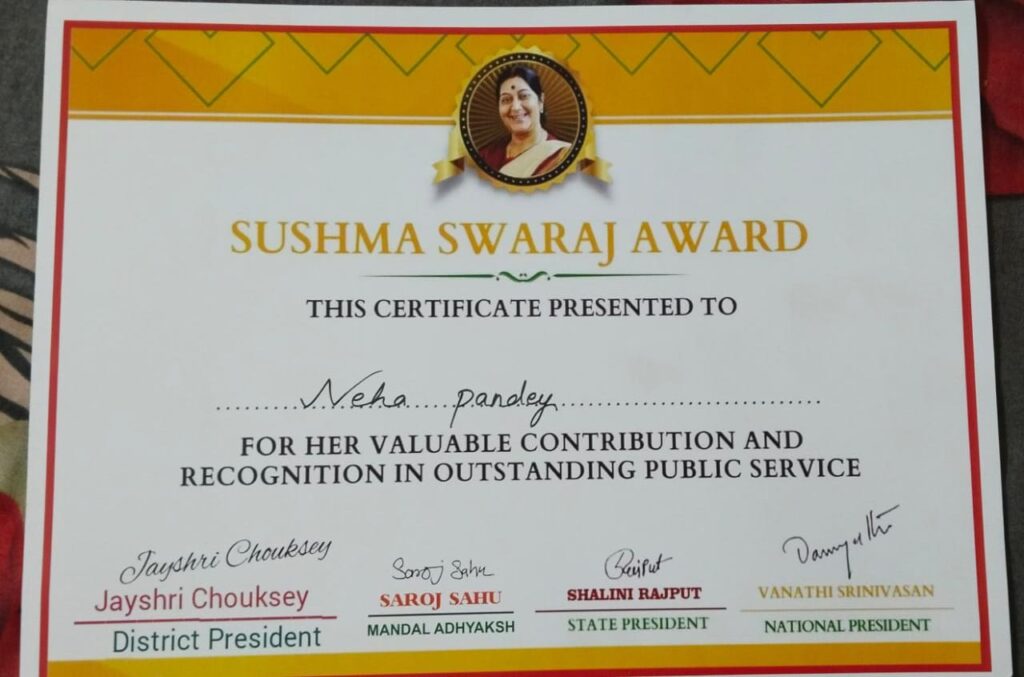 SUSHMA SWARAJ AWARD
THIS CERTIFICATE PRESENTED TO
Neha pandey
FOR HER VALUABLE CONTRIBUTION AND
RECOGNITION IN OUTSTANDING PUBLIC SERVICE
Jayshri Chouksey
Jayshri Chouksey
District President
Saroj Sahu
SAROJ SAHU
MANDAL ADHYAKSH
SHALINI RAJPUT
STATE PRESIDENT
VANATHI SRINIVASAN
NATIONAL PRESIDENT